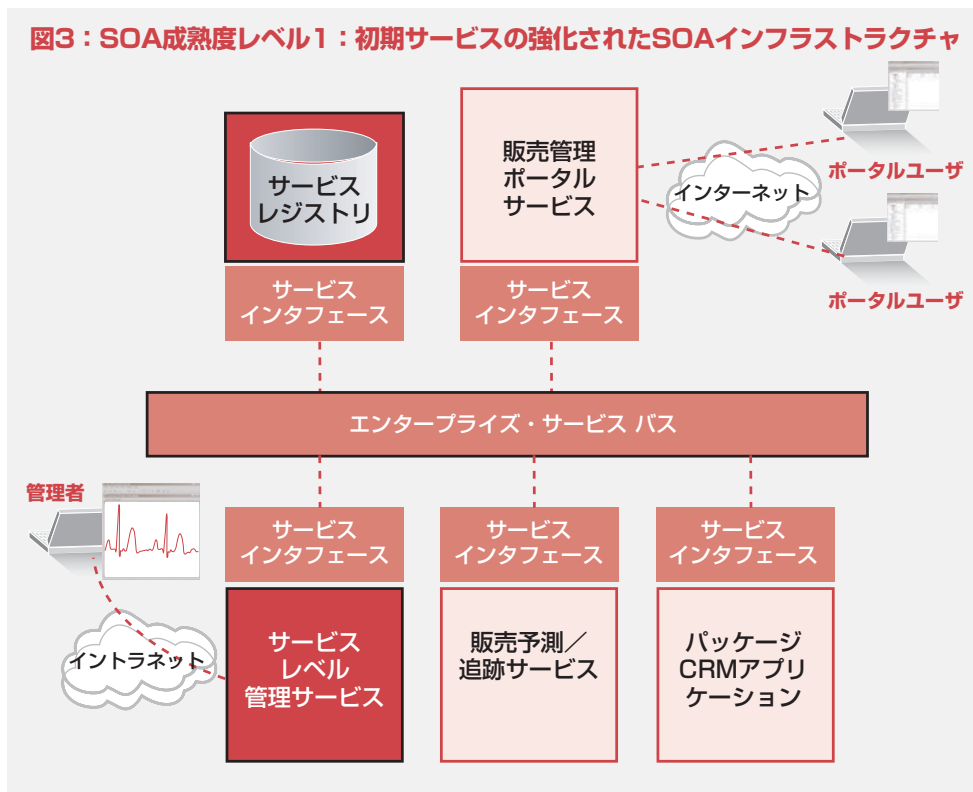 図3：SOA成熟度レベル1：初期サービスの強化されたSOAインフラストラクチャ
サービス
レジストリ
販売管理
ポータル
サービス
インターネット
ポータルユーザ
ポータルユーザ
サービス
インタフェース
サービス
インタフェース
エンタープライズ・サービス バス
管理者
サービス
インタフェース
サービス
インタフェース
サービス
インタフェース
イントラネット
サービス
レベル
管理サービス
販売予測／
追跡サービス
パッケージ
CRMアプリ
ケーション